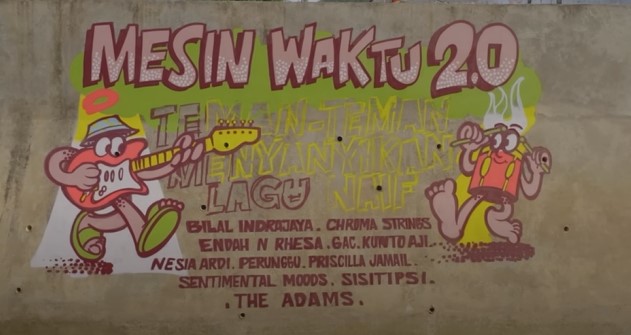 MESIN WAKTU 2.0
TEMAN-TEMAN
MENYANYIKAN
LAGU NAIF
BILAL INDRAJAYA. CHROMA STRINGS
ENDAH N RHESA. GAC. KUNTO AJI.
NESIA ARDI. PERUNGGU. PRISCILLA JAMAIL.
SENTIMENTAL MOODS. SISITIPSI.
.THE ADAMS.